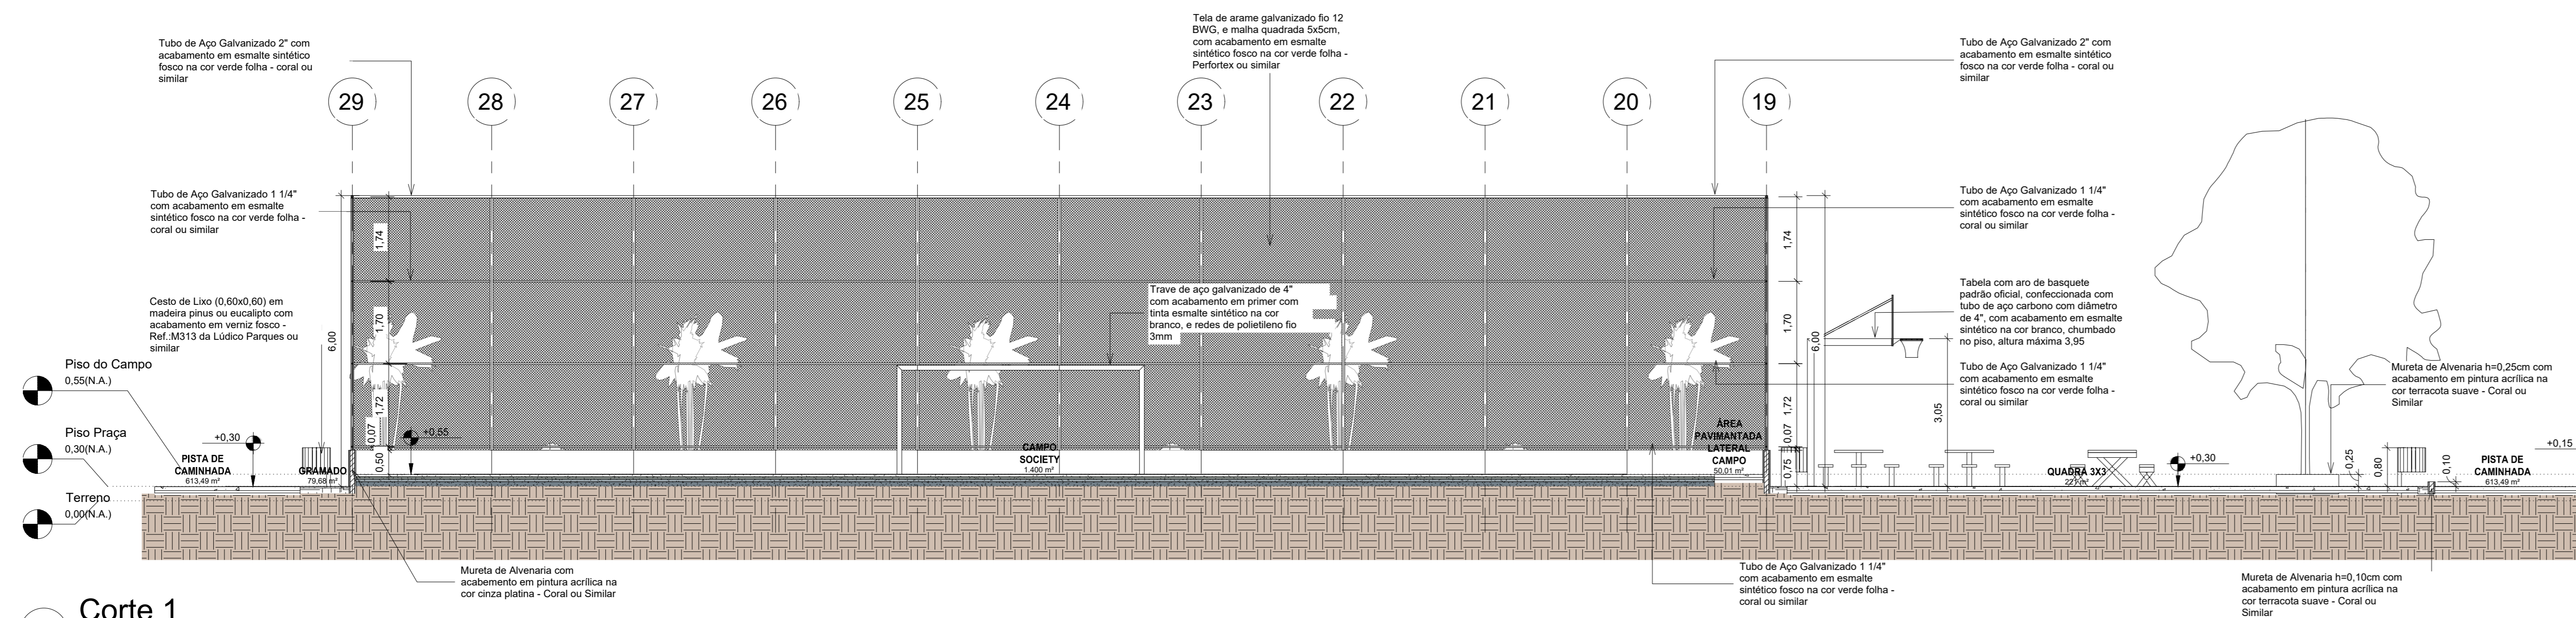 Tubo de Aço Galvanizado 2" com
acabamento em esmalte sintético
fosco na cor verde folha - coral ou
similar
Tela de arame galvanizado fio 12
BWG, e malha quadrada 5x5cm,
com acabamento em esmalte
sintético fosco na cor verde folha -
Perfortex ou similar
Tubo de Aço Galvanizado 2" com
acabamento em esmalte sintético
fosco na cor verde folha - coral ou
similar
29
28
27
26
25
24
23
22
21
20
19
Tubo de Aço Galvanizado 1 1/4"
com acabamento em esmalte
sintético fosco na cor verde folha -
coral ou similar
Cesto de Lixo (0,60x0,60) em
madeira pinus ou eucalipto com
acabamento em verniz fosco -
Ref.:M313 da Lúdico Parques ou
similar
Piso do Campo
0,55(N.A.)
Piso Praça
0,30(N.A.)
Terreno
0,00(N.A.)
+0,30
PISTA DE
CAMINHADA
613,49 m²
GRAMADO
79,68 m²
6,00
1,74
1,70
1,72
0,07
0,50
+0,55
Trave de aço galvanizado de 4"
com acabamento em primer com
tinta esmalte sintético na cor
branco, e redes de polietileno fio
3mm
CAMPO
SOCIETY
1.400 m²
ÁREA
PAVIMANTADA
LATERAL
CAMPO
50,01 m²
1,74
1,70
1,72
0,07
0,75
6,00
3,05
Tubo de Aço Galvanizado 1 1/4"
com acabamento em esmalte
sintético fosco na cor verde folha -
coral ou similar
Tabela com aro de basquete
padrão oficial, confeccionada com
tubo de aço carbono com diâmetro
de 4", com acabamento em esmalte
sintético na cor branco, chumbado
no piso, altura máxima 3,95
Tubo de Aço Galvanizado 1 1/4"
com acabamento em esmalte
sintético fosco na cor verde folha -
coral ou similar
QUADRA 3X3
+0,30
Mureta de Alvenaria h=0,25cm com
acabamento em pintura acrílica na
cor terracota suave - Coral ou
Similar
0,25
0,80
0,10
PISTA DE
CAMINHADA
613,49 m²
+0,15
Mureta de Alvenaria com
acabemento em pintura acrílica na
cor cinza platina - Coral ou Similar
Tubo de Aço Galvanizado 1 1/4"
com acabamento em esmalte
sintético fosco na cor verde folha -
coral ou similar
Mureta de Alvenaria h=0,10cm com
acabamento em pintura acrílica na
cor terracota suave - Coral ou
Similar
Corte 1